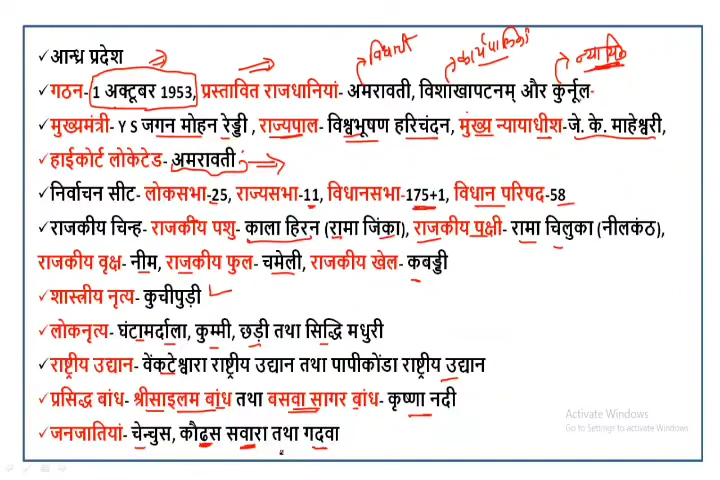 विधायी कार्यपालिका न्यायिक
✓आन्ध्र प्रदेश
✓गठन- 1 अक्टूबर 1953, प्रस्तावित राजधानियां- अमरावती, विशाखापटनम् और कुर्नूल
✓मुख्यमंत्री- Y S जगन मोहन रेड्डी , राज्यपाल- विश्वभूषण हरिचंदन, मुख्य न्यायाधीश- जे. के. माहेश्वरी,
✓हाईकोर्ट लोकेटेड- अमरावती
✓निर्वाचन सीट- लोकसभा-25, राज्यसभा-11, विधानसभा-175+1, विधान परिषद-58
✓राजकीय चिन्ह- राजकीय पशु- काला हिरन (रामा जिंका), राजकीय पक्षी- रामा चिलुका (नीलकंठ),
राजकीय वृक्ष- नीम, राजकीय फुल- चमेली, राजकीय खेल- कबड्डी
✓शास्त्रीय नृत्य- कुचीपुड़ी
✓लोकनृत्य- घंटामर्दाला, कुम्मी, छड़ी तथा सिद्धि मधुरी
✓राष्ट्रीय उद्यान- वेंकटेश्वारा राष्ट्रीय उद्यान तथा पापीकोंडा राष्ट्रीय उद्यान
✓प्रसिद्ध बांध- श्रीसाइलम बांध तथा वसवा सागर बांध- कृष्णा नदी
✓जनजातियां- चेन्चुस, कौढ़स सवारा तथा गदवा
Activate Windows
Go to Settings to activate Windows